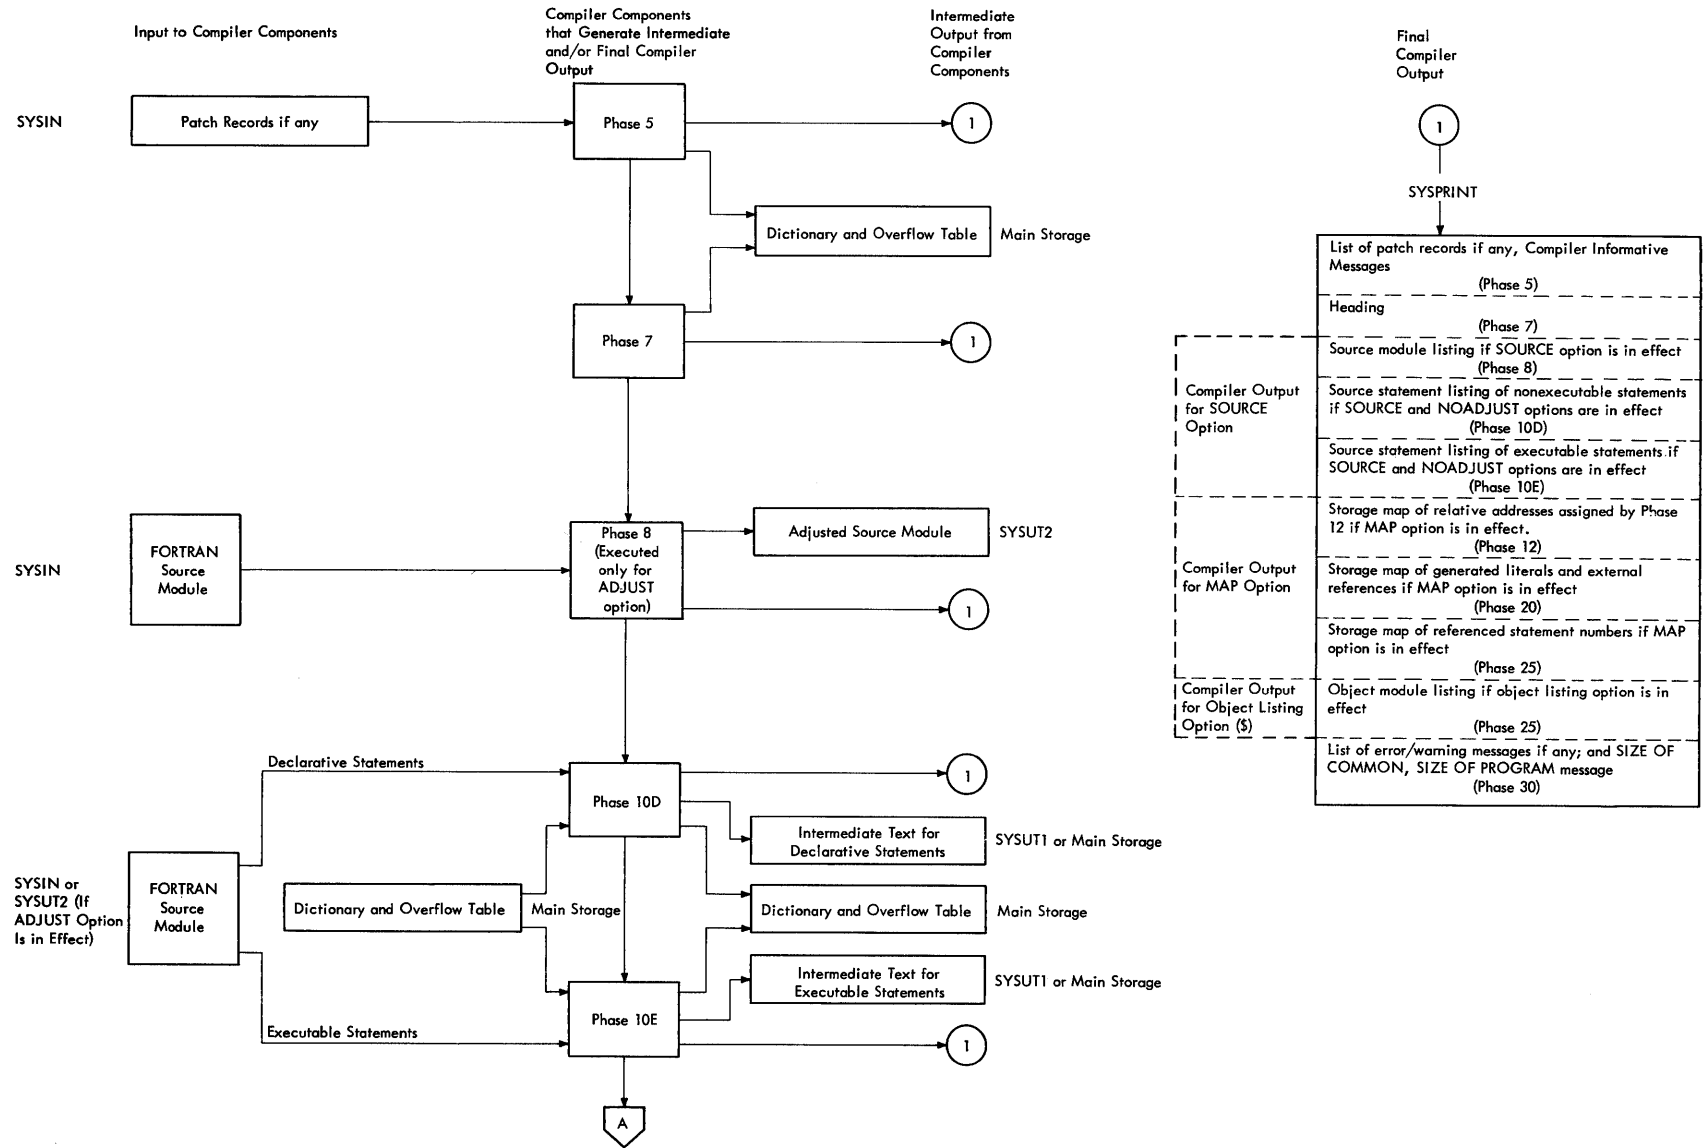 Input to Compiler Components
Compiler Components
that Generate Intermediate
and/or Final Compiler
Output
Intermediate
Output from
Compiler
Components
Final
Compiler
Output
SYSIN
Patch Records if any
Phase 5
1
1
SYSPRINT
Dictionary and Overflow Table
Main Storage
Phase 7
1
List of patch records if any, Compiler Informative
Messages
(Phase 5)
Heading
(Phase 7)
Compiler Output
for SOURCE
Option
Source module listing if SOURCE option is in effect
(Phase 8)
Source statement listing of nonexecutable statements
if SOURCE and NOADJUST options are in effect
(Phase 10D)
Source statement listing of executable statements if
SOURCE and NOADJUST options are in effect
(Phase 10E)
Compiler Output
for MAP Option
Storage map of relative addresses assigned by Phase
12 if MAP option is in effect.
(Phase 12)
Storage map of generated literals and external
references if MAP option is in effect
(Phase 20)
Storage map of referenced statement numbers if MAP
option is in effect
(Phase 25)
Compiler Output
for Object Listing
Option ($)
Object module listing if object listing option is in
effect
(Phase 25)
List of error/warning messages if any; and SIZE OF
COMMON, SIZE OF PROGRAM message
(Phase 30)
SYSIN
FORTRAN
Source
Module
Phase 8
(Executed
only for
ADJUST
option)
Adjusted Source Module
SYSUT2
1
Declarative Statements
Phase 10D
1
Intermediate Text for
Declarative Statements
SYSUT1 or Main Storage
SYSIN or
SYSUT2 (If
ADJUST Option
Is in Effect)
FORTRAN
Source
Module
Dictionary and Overflow Table
Main Storage
Dictionary and Overflow Table
Main Storage
Intermediate Text for
Executable Statements
SYSUT1 or Main Storage
Executable Statements
Phase 10E
1
A